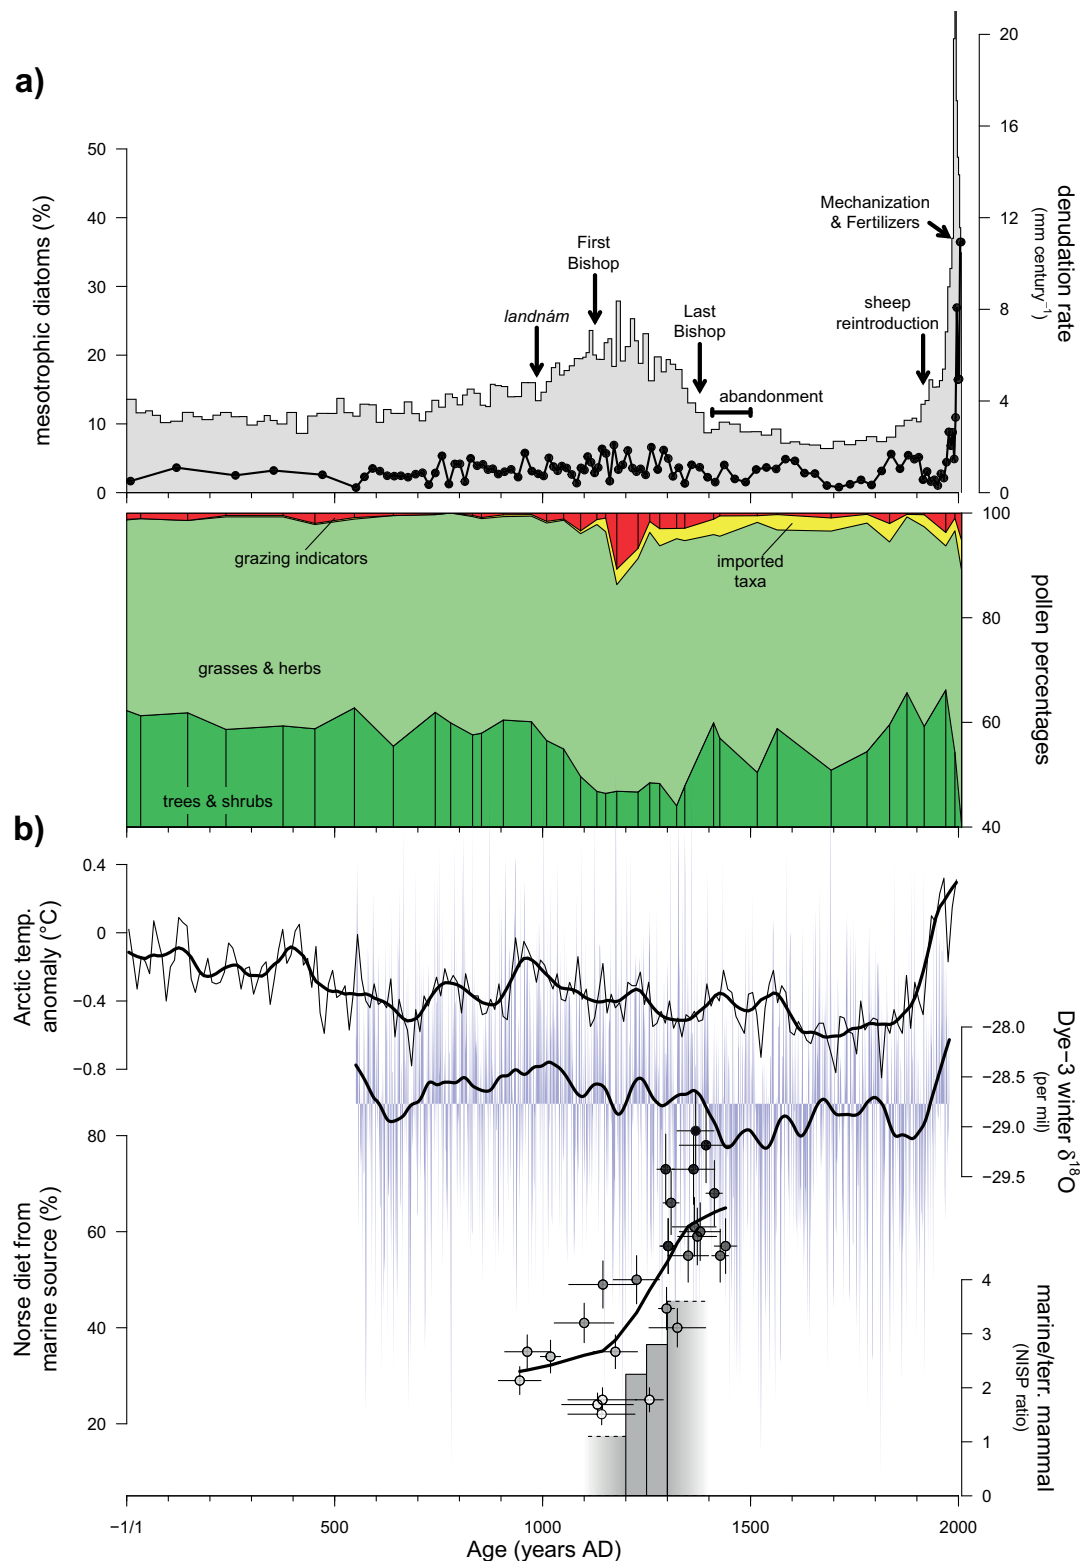 a)
mesotrophic diatoms (%)
50
40
30
20
10
0
20
16
12
8
4
0
denudation rate
(mm century⁻¹)
landnám
First
Bishop
Last
Bishop
abandonment
sheep
reintroduction
Mechanization
& Fertilizers
grazing indicators
imported
taxa
grasses & herbs
trees & shrubs
100
80
60
40
pollen percentages
b)
Arctic temp.
anomaly (°C)
0.4
0
−0.4
−0.8
−28.0
−28.5
−29.0
−29.5
Dye−3 winter δ¹⁸O
(per mil)
Norse diet from
marine source (%)
80
60
40
20
4
3
2
1
0
marine/terr. mammal
(NISP ratio)
−1/1
500
1000
1500
2000
Age (years AD)